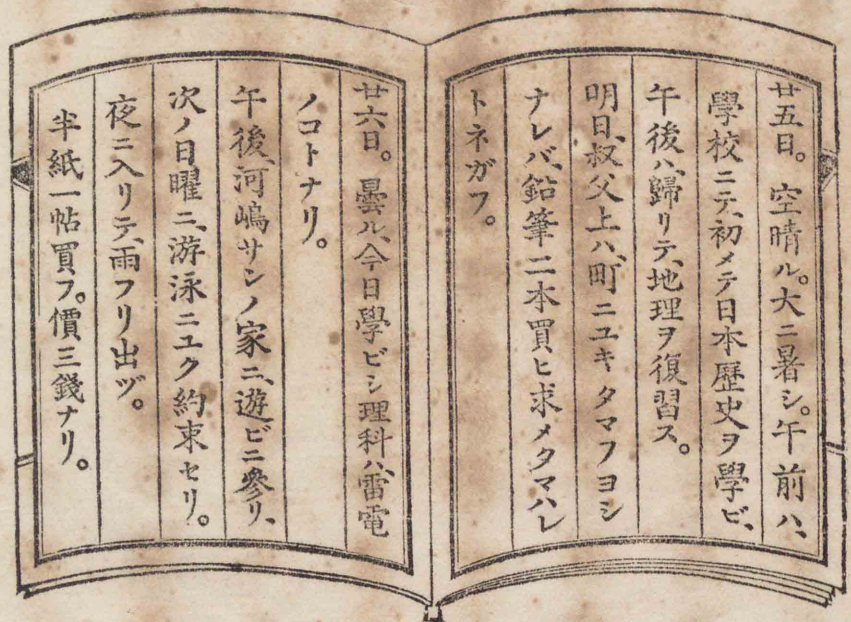 廿五日。空晴ル。大ニ暑シ。午前ハ、
學校ニテ、初メテ日本歷史ヲ學ビ、
午後ハ、歸リテ、地理ヲ復習ス。
明日、叔父上ハ、町ニユキタマフヨシ
ナレバ、鉛筆二本買ヒ求メタマハレ
トネガフ。
廿六日。曇ル、今日學ビシ理科ハ、雷電
ノコトナリ。
午後、河嶋サンノ家ニ、遊ビニ參リ、
次ノ日曜ニ、游泳ニユク約束セリ。
夜ニ入リテ、雨フリ出ヅ。
半紙一帖買フ。價三錢ナリ。